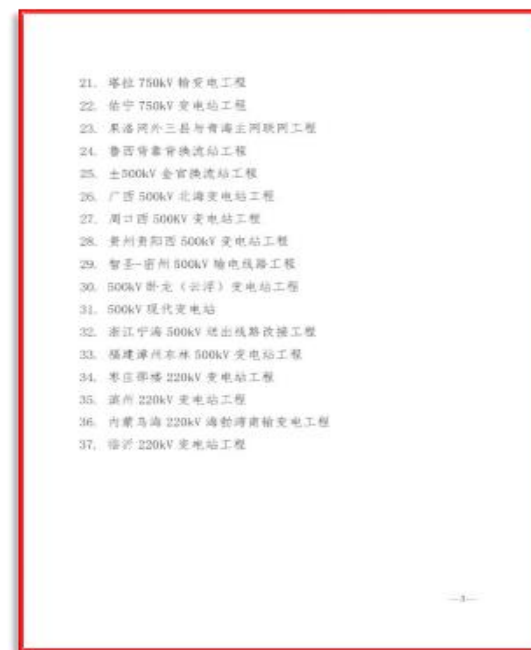 21. 塔拉 750kV 输变电工程
22. 西宁 750kV 变电站工程
23. 果洛网外三县与青海主网联网工程
24. 鲁西背靠背换流站工程
25. ±500kV 金官换流站工程
26. 广西 500kV 北海变电站工程
27. 周口西 500KV 变电站工程
28. 贵州贵阳西 500kV 变电站工程
29. 智圣-密州 500kV 输电线路工程
30. 500kV 卧龙（云浮）变电站工程
31. 500kV 现代变电站
32. 浙江宁海 500kV 送出线路改接工程
33. 福建漳州东林 500kV 变电站工程
34. 枣庄 220kV 变电站工程
35. 滨州 220kV 变电站工程
36. 内蒙乌海 220kV 海勃湾南输变电工程
37. 临沂 220kV 变电站工程
—3—